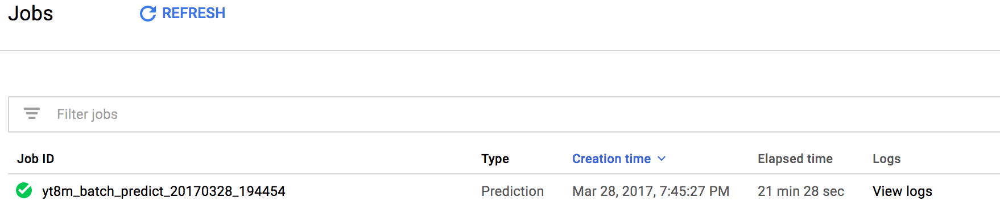 Jobs REFRESH
Filter jobs
Job ID Type Creation time Elapsed time Logs
yt8m_batch_predict_20170328_194454 Prediction Mar 28, 2017, 7:45:27 PM 21 min 28 sec View logs